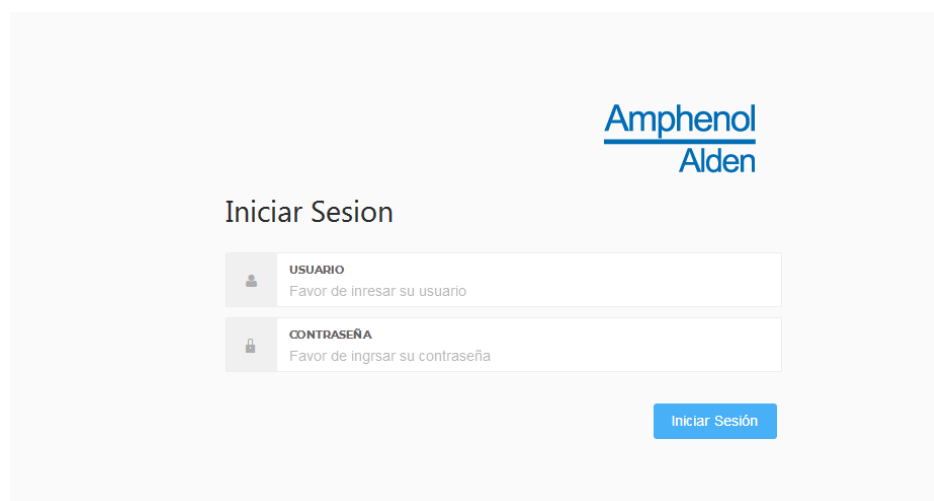 Amphenol
Alden
Iniciar Sesion
USUARIO
Favor de inresar su usuario
CONTRASEÑA
Favor de ingrsar su contraseña
Iniciar Sesión